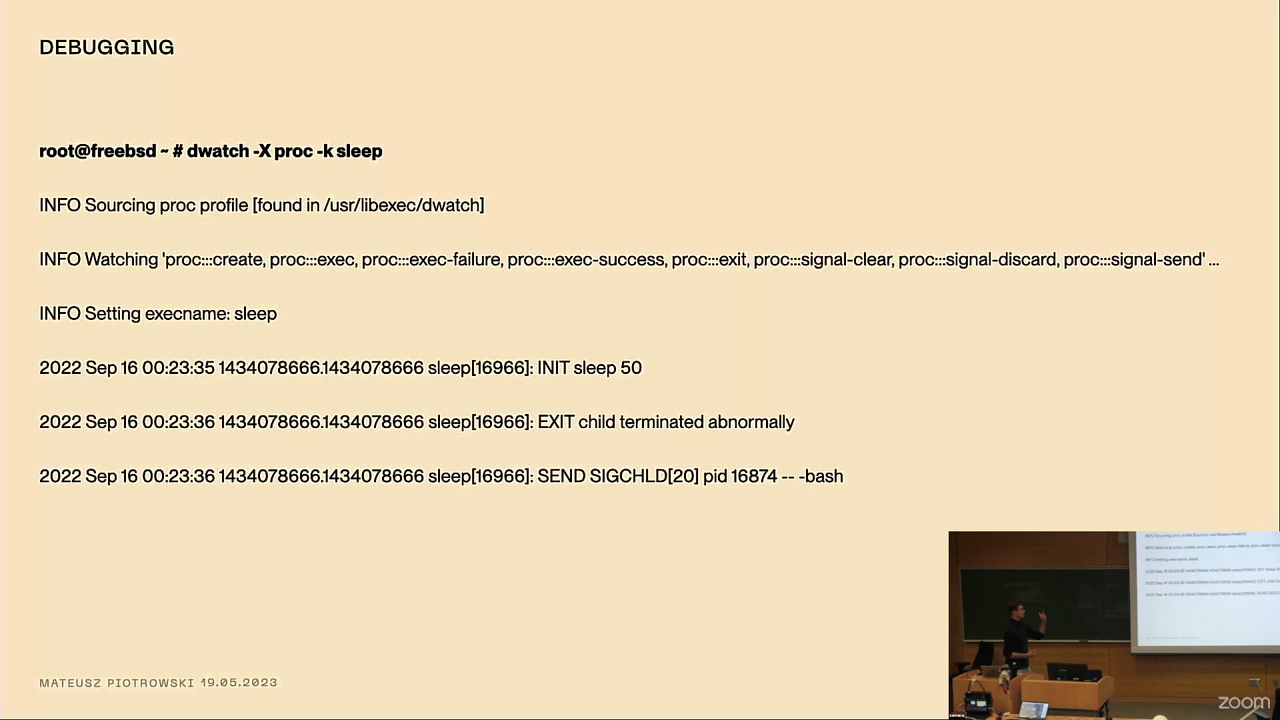 DEBUGGING
root@freebsd ~ # dwatch -X proc -k sleep
INFO Sourcing proc profile [found in /usr/libexec/dwatch]
INFO Watching 'proc:::create, proc:::exec, proc:::exec-failure, proc:::exec-success, proc:::exit, proc:::signal-clear, proc:::signal-discard, proc:::signal-send' ...
INFO Setting execname: sleep
2022 Sep 16 00:23:35 1434078666.1434078666 sleep[16966]: INIT sleep 50
2022 Sep 16 00:23:36 1434078666.1434078666 sleep[16966]: EXIT child terminated abnormally
2022 Sep 16 00:23:36 1434078666.1434078666 sleep[16966]: SEND SIGCHLD[20] pid 16874 -- -bash
MATEUSZ PIOTROWSKI 19.05.2023
zoom